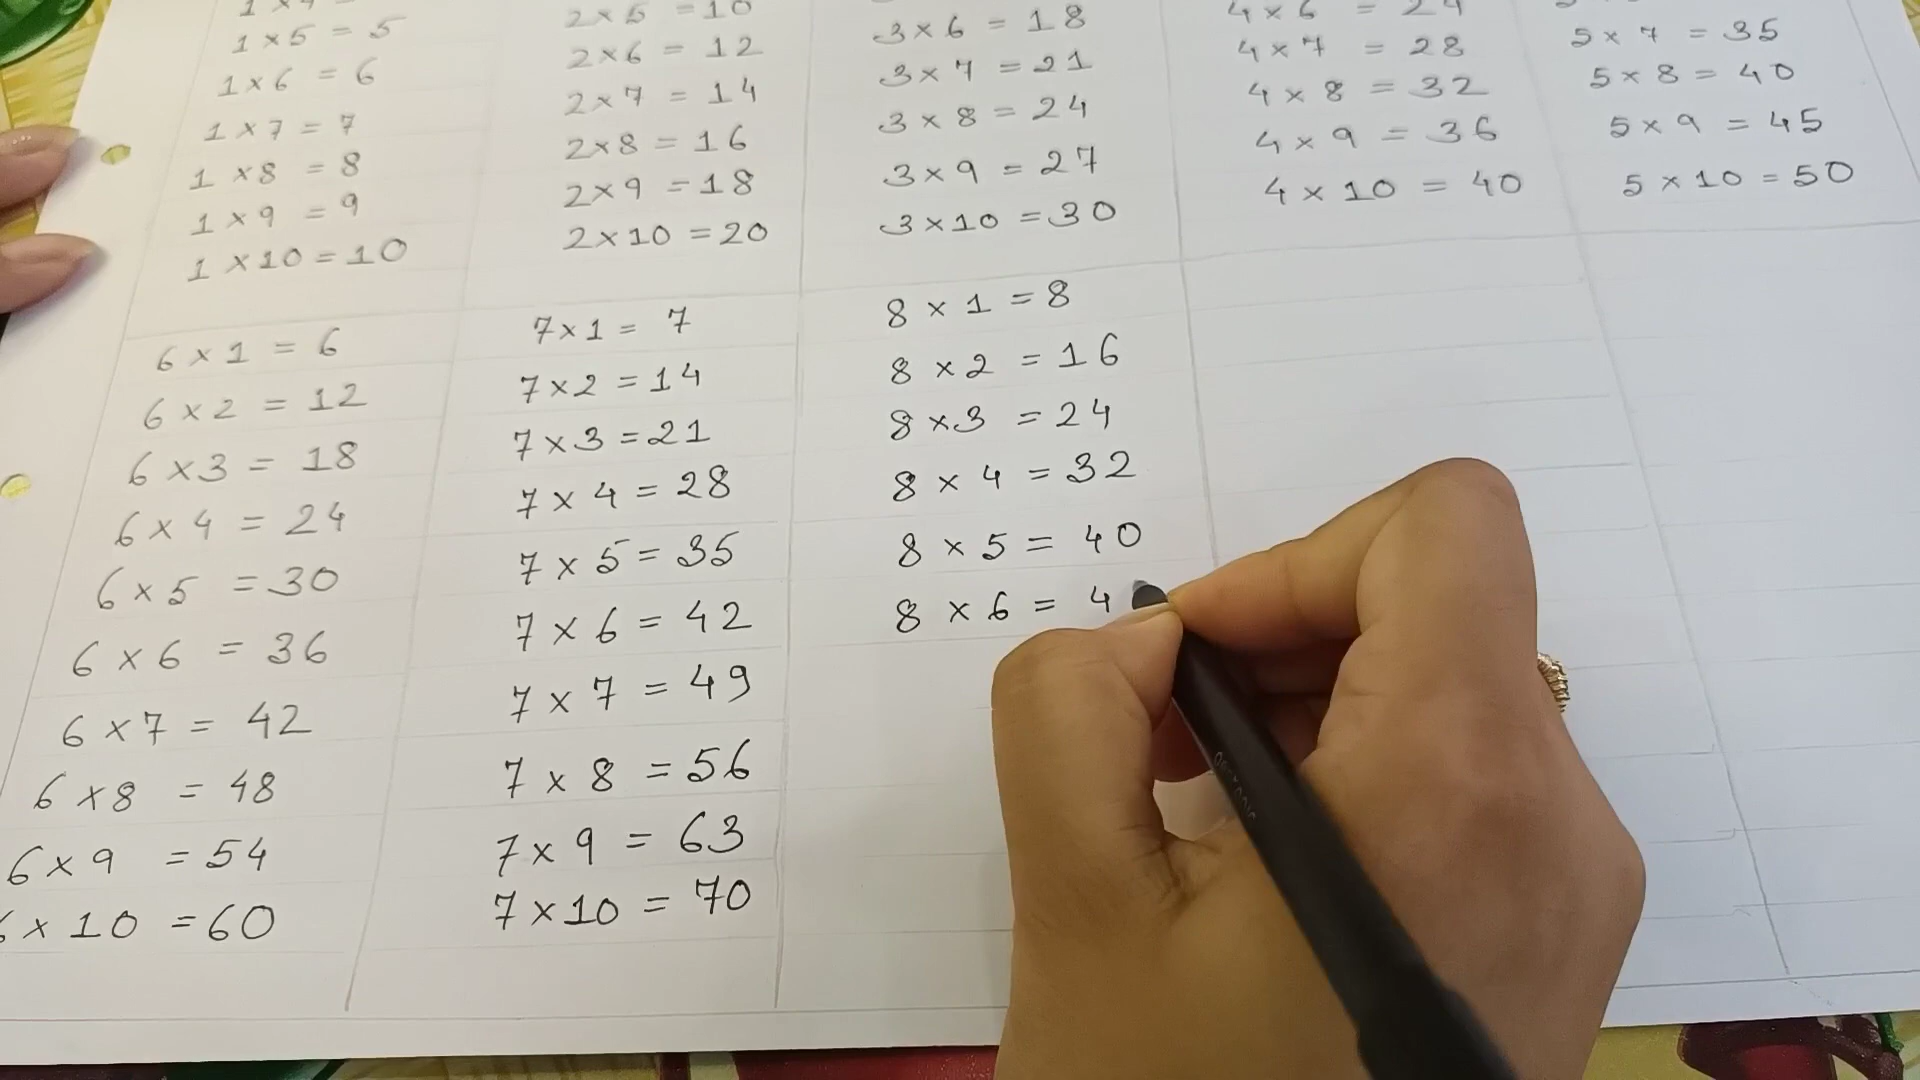 1 x 5 = 5
1 x 6 = 6
1 x 7 = 7
1 x 8 = 8
1 x 9 = 9
1 x 10 = 10
2 x 5 = 10
2 x 6 = 12
2 x 7 = 14
2 x 8 = 16
2 x 9 = 18
2 x 10 = 20
3 x 6 = 18
3 x 7 = 21
3 x 8 = 24
3 x 9 = 27
3 x 10 = 30
4 x 6 = 24
4 x 7 = 28
4 x 8 = 32
4 x 9 = 36
4 x 10 = 40
5 x 7 = 35
5 x 8 = 40
5 x 9 = 45
5 x 10 = 50
6 x 1 = 6
6 x 2 = 12
6 x 3 = 18
6 x 4 = 24
6 x 5 = 30
6 x 6 = 36
6 x 7 = 42
6 x 8 = 48
6 x 9 = 54
6 x 10 = 60
7 x 1 = 7
7 x 2 = 14
7 x 3 = 21
7 x 4 = 28
7 x 5 = 35
7 x 6 = 42
7 x 7 = 49
7 x 8 = 56
7 x 9 = 63
7 x 10 = 70
8 x 1 = 8
8 x 2 = 16
8 x 3 = 24
8 x 4 = 32
8 x 5 = 40
8 x 6 = 4